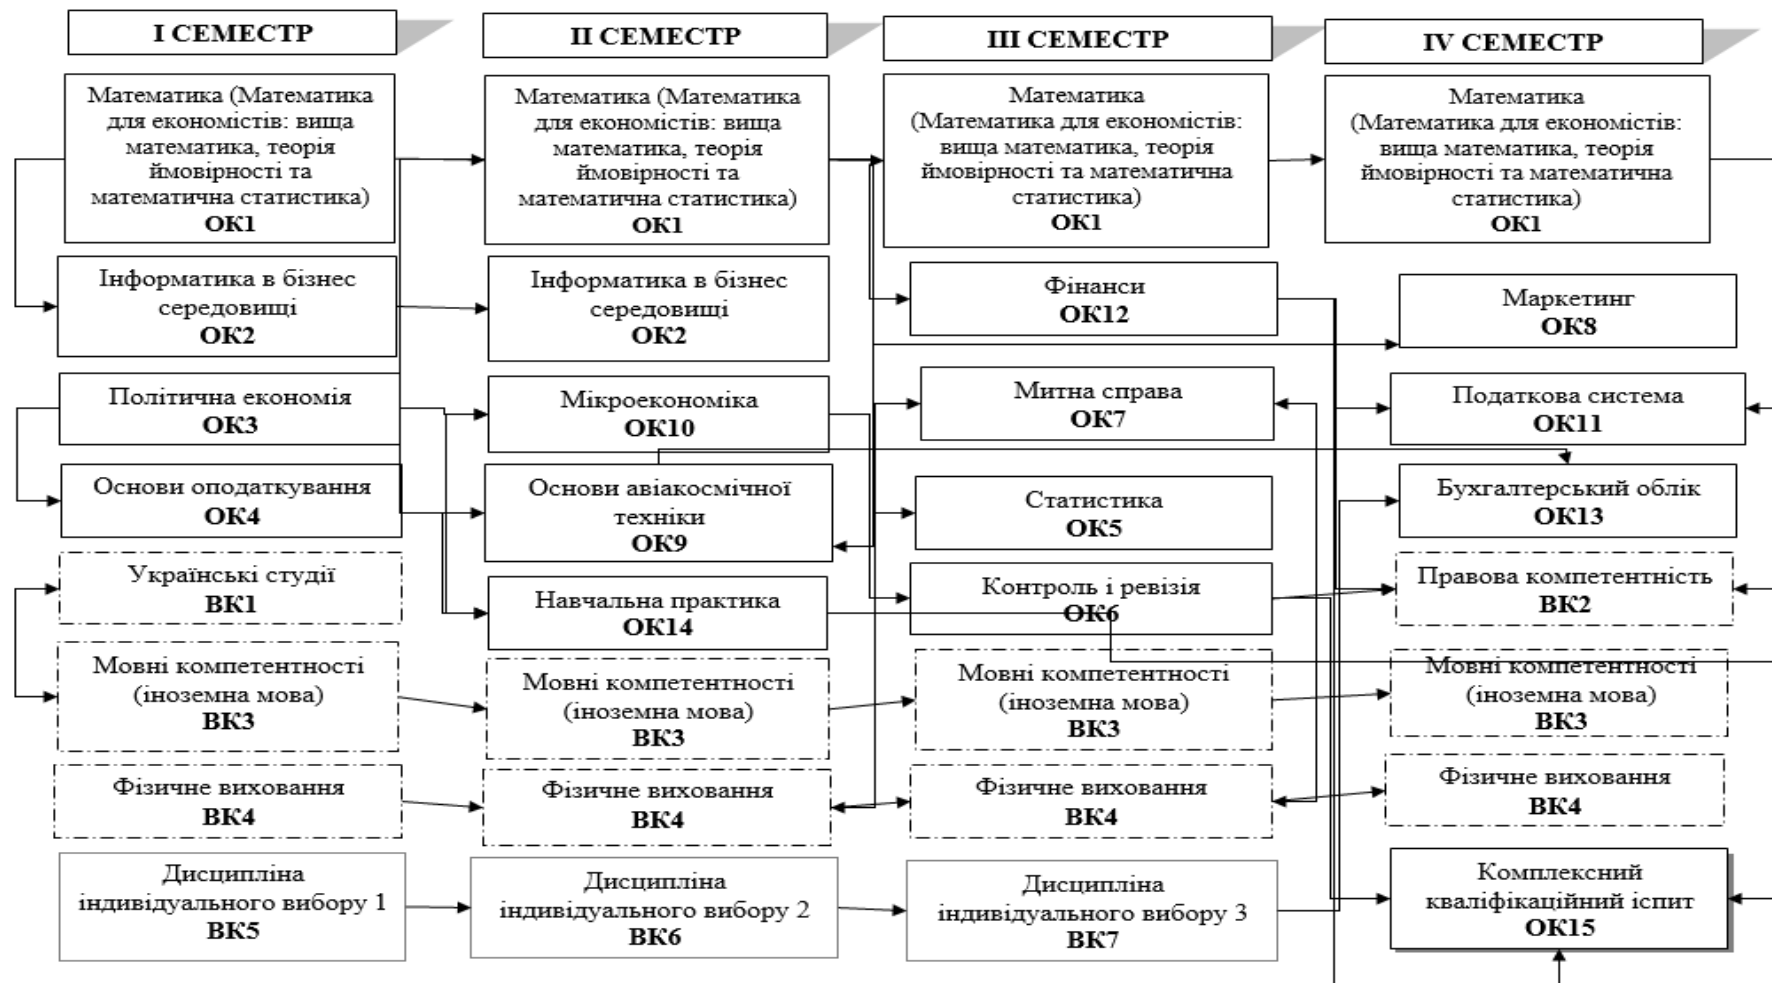 I СЕМЕСТР
Математика (Математика
для економістів: вища
математика, теорія
ймовірності та
математична статистика)
ОК1
Інформатика в бізнес
середовищі
ОК2
Політична економія
ОК3
Основи оподаткування
ОК4
Українські студії
ВК1
Мовні компетентності
(іноземна мова)
ВК3
Фізичне виховання
ВК4
Дисципліна
індивідуального вибору 1
ВК5
II СЕМЕСТР
Математика (Математика
для економістів: вища
математика, теорія
ймовірності та
математична статистика)
ОК1
Інформатика в бізнес
середовищі
ОК2
Мікроекономіка
ОК10
Основи авіакосмічної
техніки
ОК9
Навчальна практика
ОК14
Мовні компетентності
(іноземна мова)
ВК3
Фізичне виховання
ВК4
Дисципліна
індивідуального вибору 2
ВК6
III СЕМЕСТР
Математика
(Математика для економістів:
вища математика, теорія
ймовірності та математична
статистика)
ОК1
Фінанси
ОК12
Митна справа
ОК7
Статистика
ОК5
Контроль і ревізія
ОК6
Мовні компетентності
(іноземна мова)
ВК3
Фізичне виховання
ВК4
Дисципліна
індивідуального вибору 3
ВК7
IV СЕМЕСТР
Математика
(Математика для економістів:
вища математика, теорія
ймовірності та математична
статистика)
ОК1
Маркетинг
ОК8
Податкова система
ОК11
Бухгалтерський облік
ОК13
Правова компетентність
ВК2
Мовні компетентності
(іноземна мова)
ВК3
Фізичне виховання
ВК4
Комплексний
кваліфікаційний іспит
ОК15